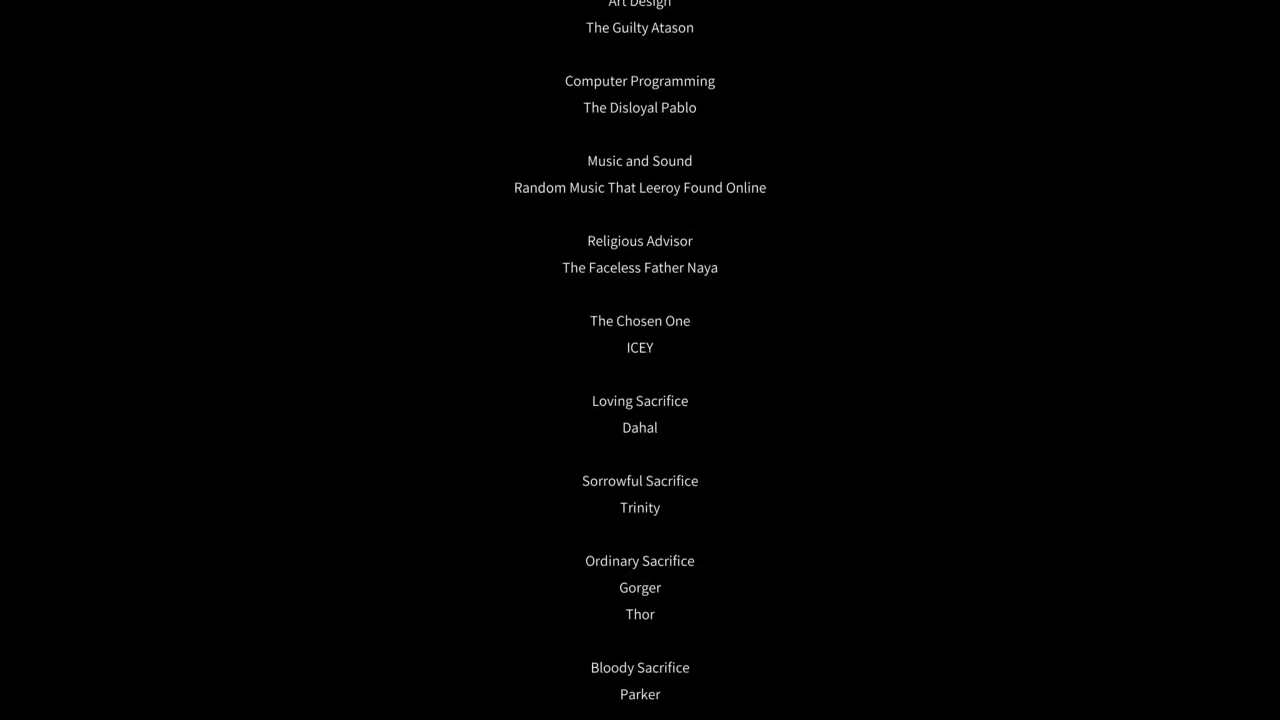 Art Design
The Guilty Atason
Computer Programming
The Disloyal Pablo
Music and Sound
Random Music That Leeroy Found Online
Religious Advisor
The Faceless Father Naya
The Chosen One
ICEY
Loving Sacrifice
Dahal
Sorrowful Sacrifice
Trinity
Ordinary Sacrifice
Gorger
Thor
Bloody Sacrifice
Parker